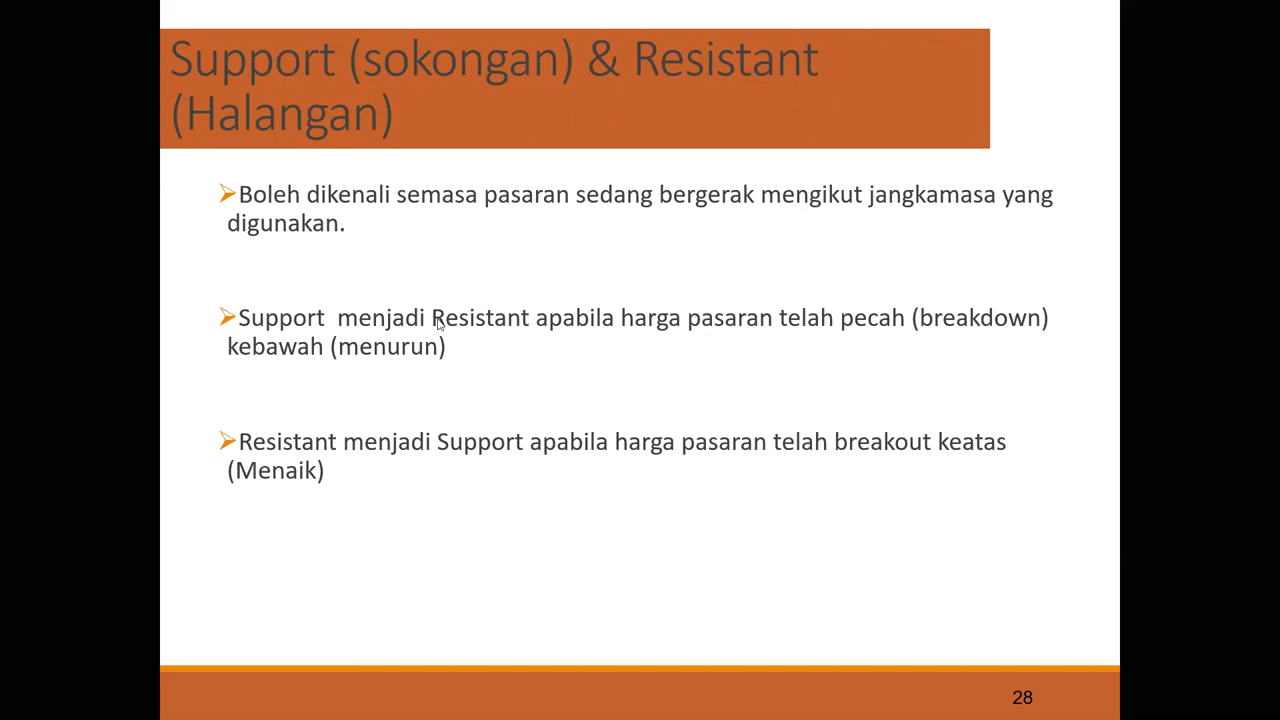 Support (sokongan) & Resistant
(Halangan)
➤Boleh dikenali semasa pasaran sedang bergerak mengikut jangkamasa yang
digunakan.
➤Support  menjadi Resistant apabila harga pasaran telah pecah (breakdown)
kebawah (menurun)
➤Resistant menjadi Support apabila harga pasaran telah breakout keatas
(Menaik)
28